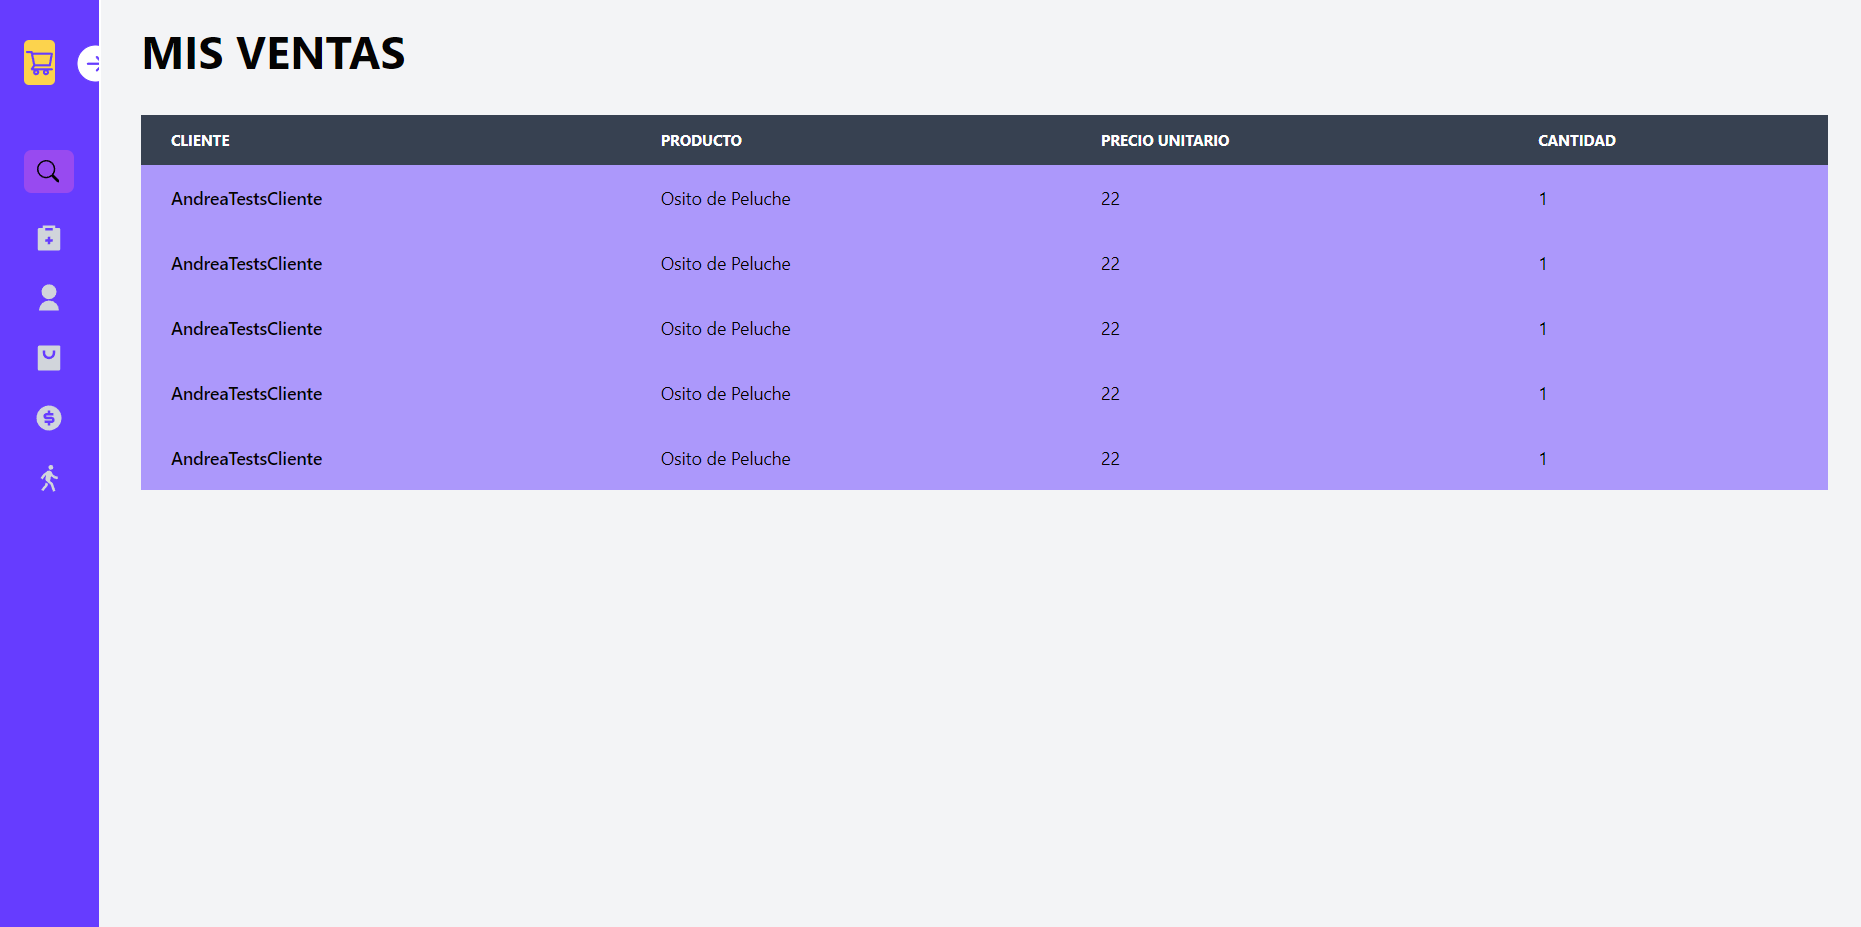 MIS VENTAS
CLIENTE PRODUCTO PRECIO UNITARIO CANTIDAD
AndreaTestsCliente Osito de Peluche 22 1
AndreaTestsCliente Osito de Peluche 22 1
AndreaTestsCliente Osito de Peluche 22 1
AndreaTestsCliente Osito de Peluche 22 1
AndreaTestsCliente Osito de Peluche 22 1